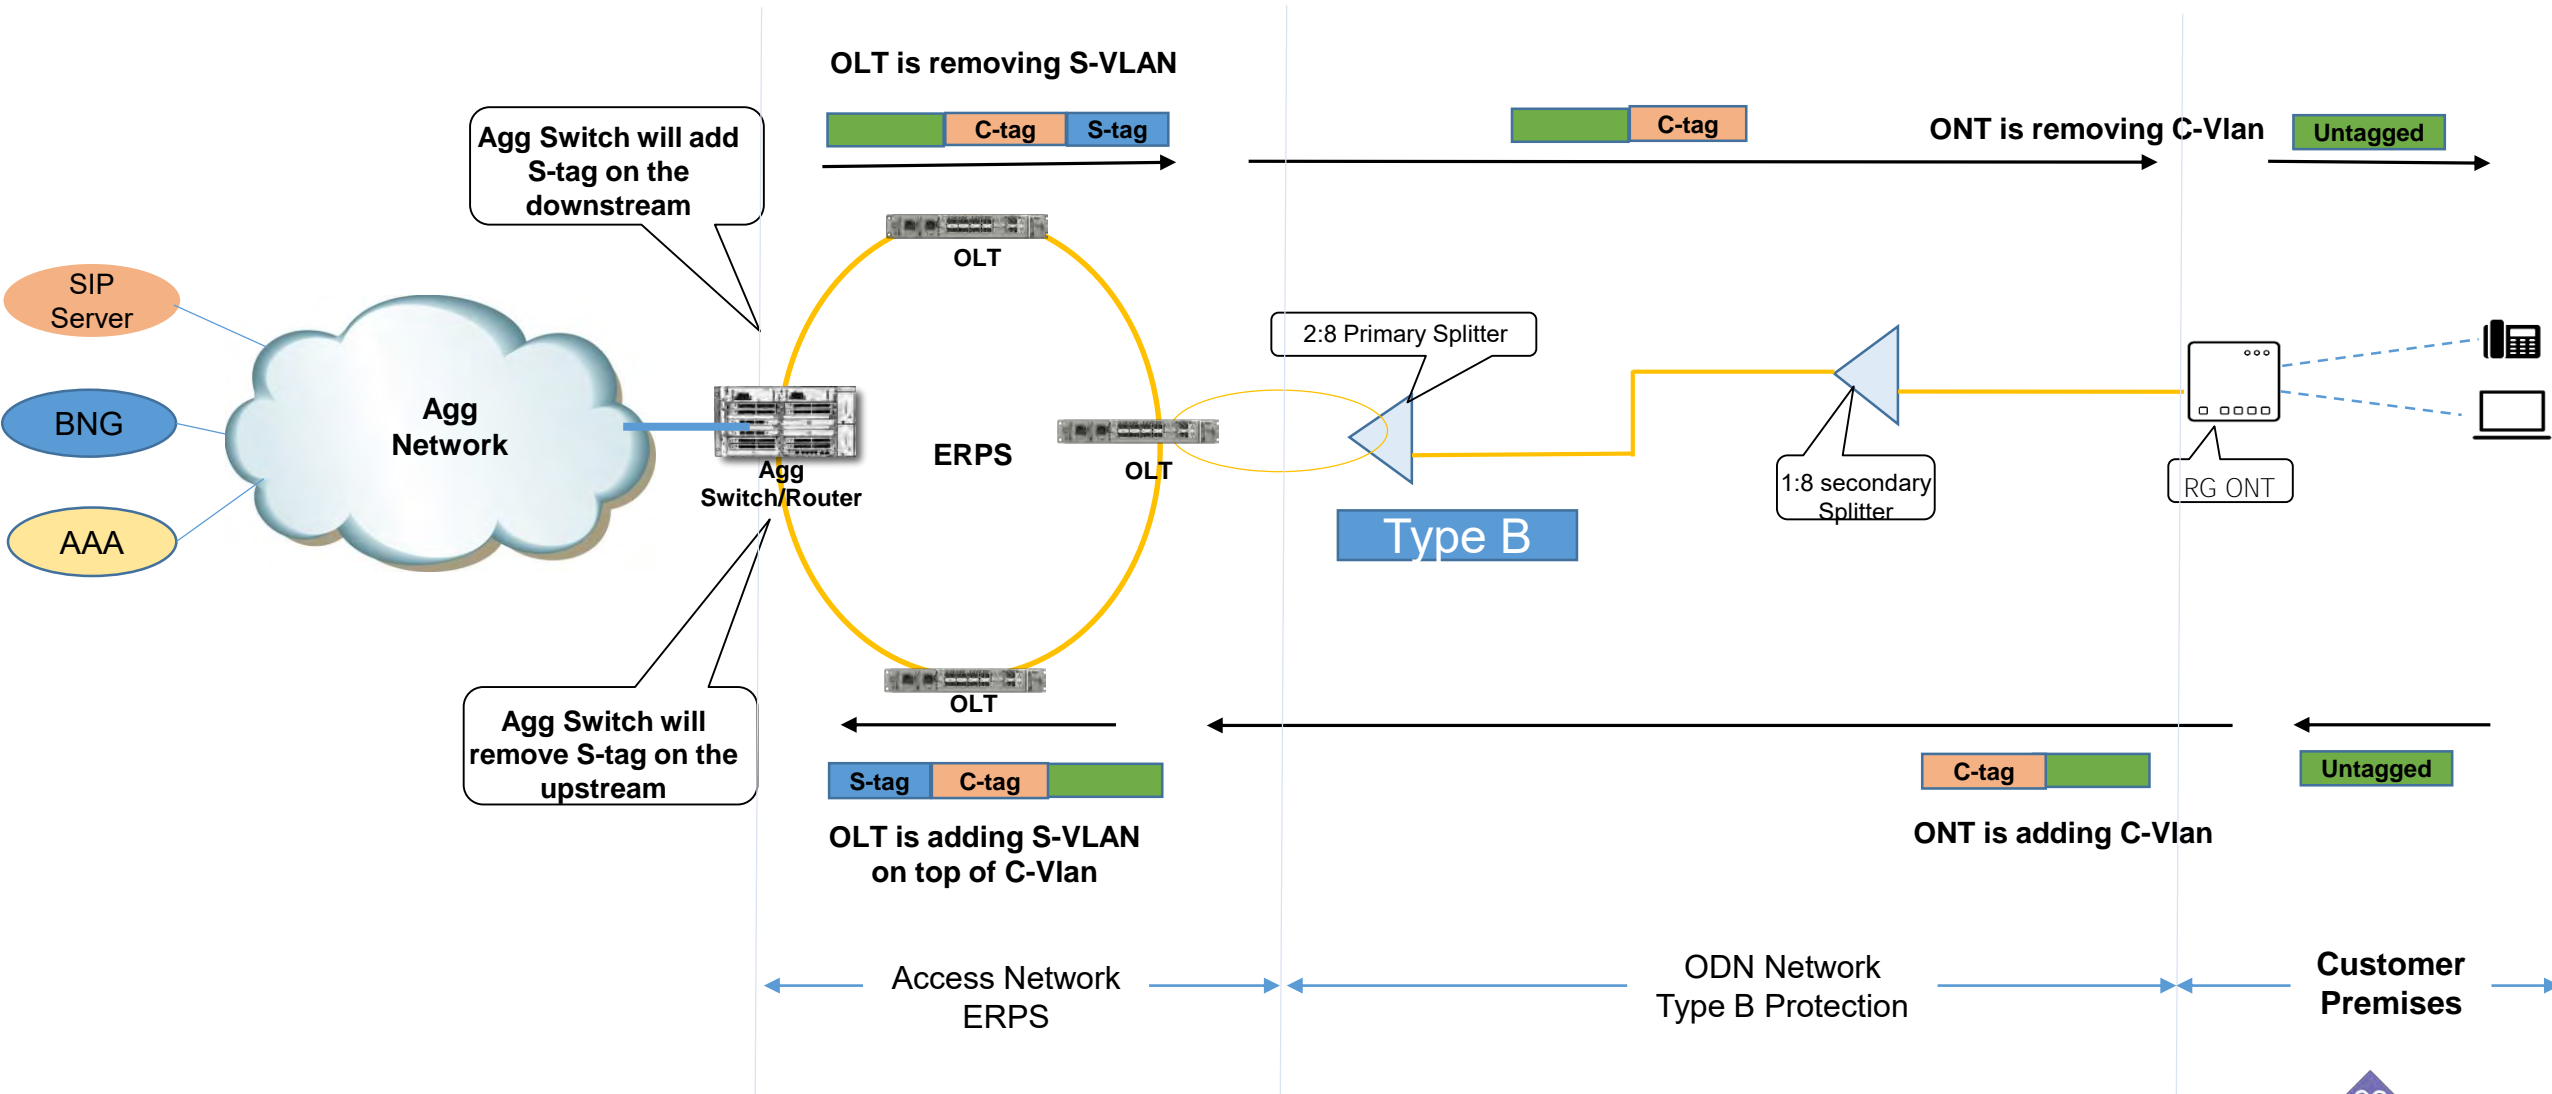 OLT is removing S-VLAN
C-tag
S-tag
C-tag
ONT is removing C-Vlan
Untagged
Agg Switch will add
S-tag on the
downstream
OLT
SIP
Server
BNG
AAA
Agg
Network
Agg
Switch/Router
ERPS
OLT
2:8 Primary Splitter
Type B
1:8 secondary
Splitter
RG ONT
OLT
Agg Switch will
remove S-tag on the
upstream
S-tag
C-tag
C-tag
Untagged
OLT is adding S-VLAN
on top of C-Vlan
ONT is adding C-Vlan
Access Network
ERPS
ODN Network
Type B Protection
Customer
Premises